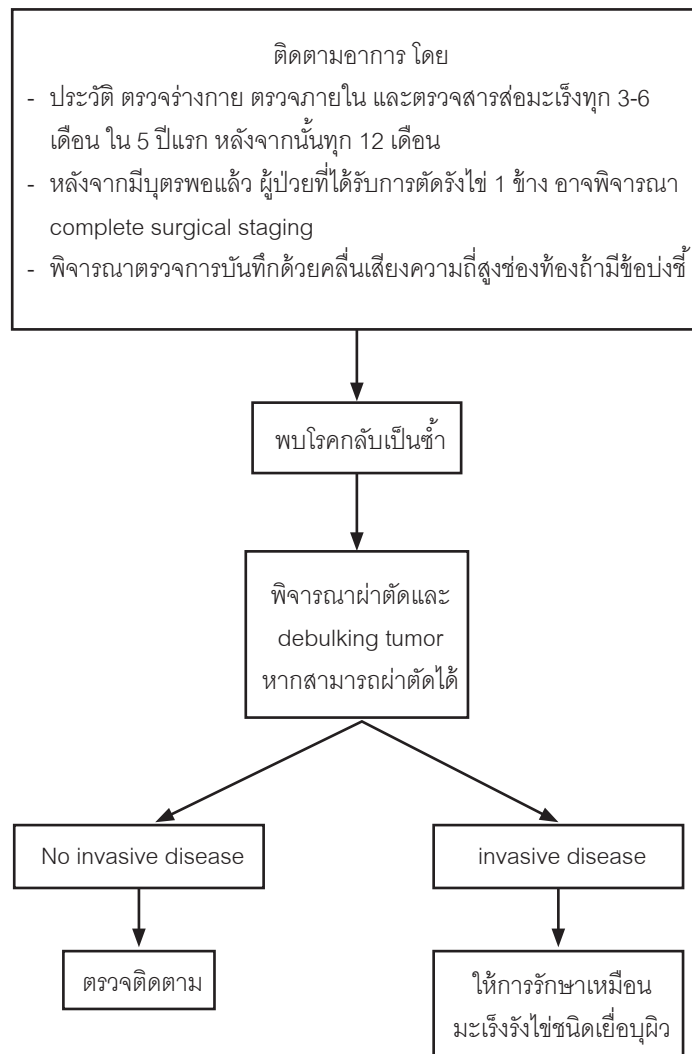 ติดตามอาการ โดย
- ประวัติ ตรวจร่างกาย ตรวจภายใน และตรวจสารส่อมะเร็งทุก 3-6
เดือน ใน 5 ปีแรก หลังจากนั้นทุก 12 เดือน
- หลังจากมีบุตรพอแล้ว ผู้ป่วยที่ได้รับการตัดรังไข่ 1 ข้าง อาจพิจารณา
complete surgical staging
- พิจารณาตรวจการบันทึกด้วยคลื่นเสียงความถี่สูงช่องท้องถ้ามีข้อบ่งชี้
พบโรคกลับเป็นซ้ำ
พิจารณาผ่าตัดและ
debulking tumor
หากสามารถผ่าตัดได้
No invasive disease
invasive disease
ตรวจติดตาม
ให้การรักษาเหมือน
มะเร็งรังไข่ชนิดเยื่อบุผิว